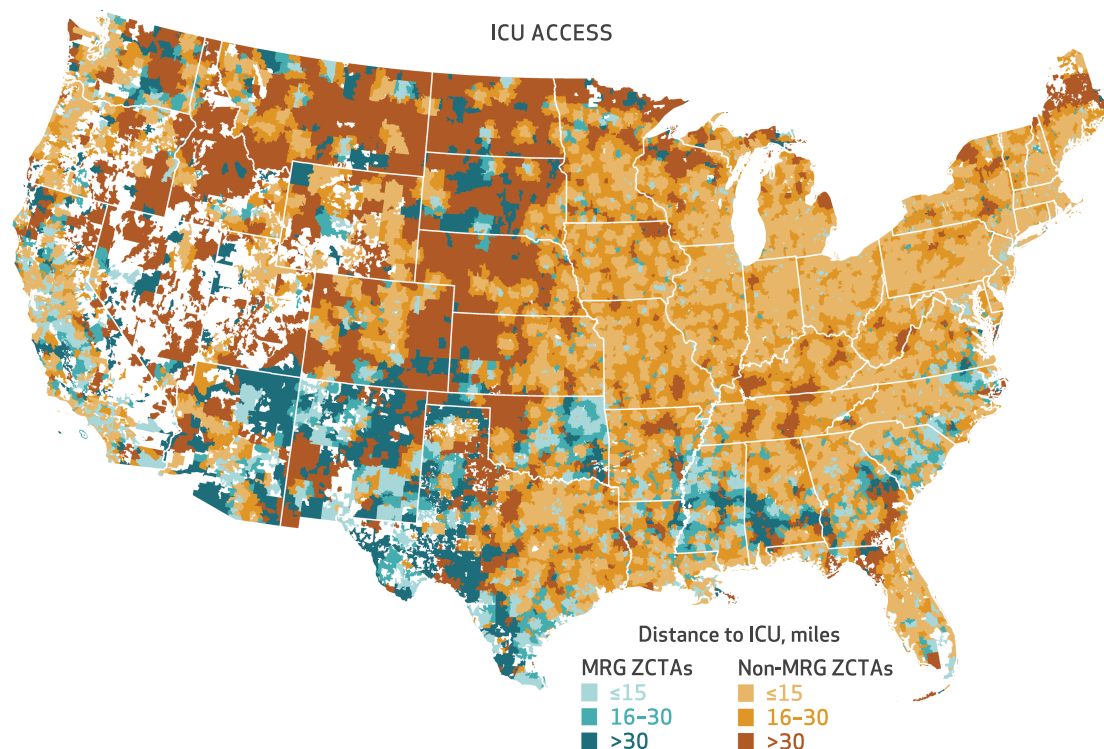 ICU ACCESS
Distance to ICU, miles
MRG ZCTAs Non-MRG ZCTAs
≤15 ≤15
16–30 16–30
>30 >30